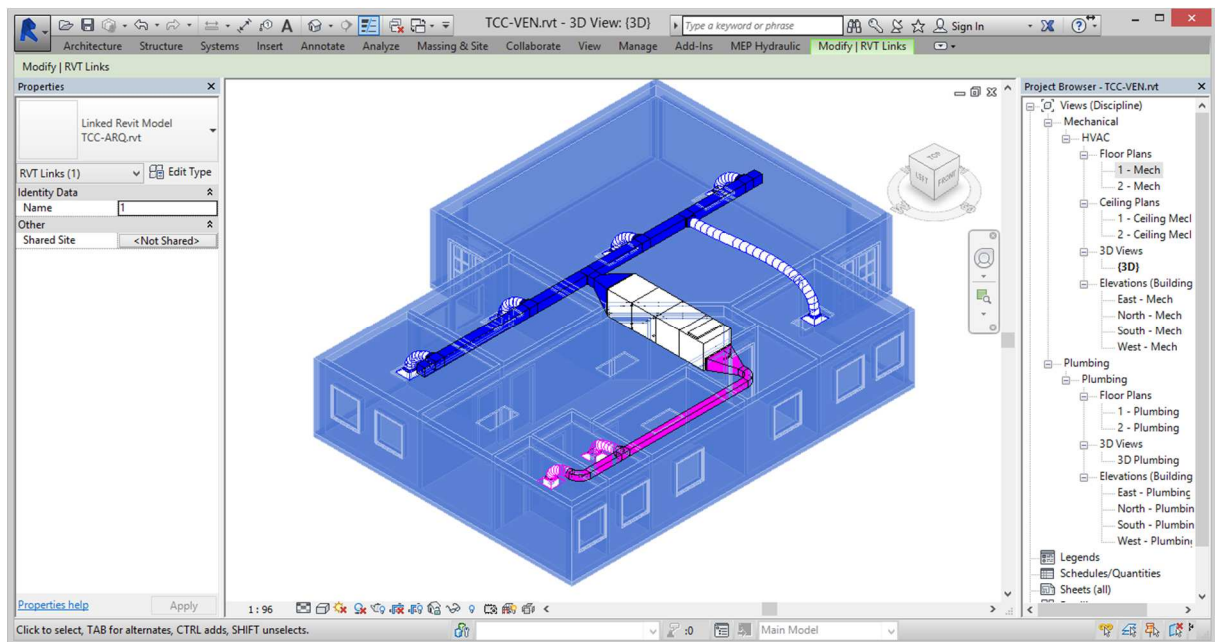 TCC-VEN.rvt - 3D View: {3D}
Type a keyword or phrase
Sign In
Architecture Structure Systems Insert Annotate Analyze Massing & Site Collaborate View Manage Add-Ins MEP Hydraulic Modify | RVT Links
Modify | RVT Links
Properties
Linked Revit Model
TCC-ARQ.rvt
RVT Links (1)
Edit Type
Identity Data
Name 1
Other
Shared Site <Not Shared>
Properties help
Apply
TOP
LEFT
FRONT
Project Browser - TCC-VEN.rvt
Views (Discipline)
Mechanical
HVAC
Floor Plans
1 - Mech
2 - Mech
Ceiling Plans
1 - Ceiling Mecl
2 - Ceiling Mecl
3D Views
{3D}
Elevations (Building
East - Mech
North - Mech
South - Mech
West - Mech
Plumbing
Plumbing
Floor Plans
1 - Plumbing
2 - Plumbing
3D Views
3D Plumbing
Elevations (Building
East - Plumbing
North - Plumbin
South - Plumbin
West - Plumbing
Legends
Schedules/Quantities
Sheets (all)
1 : 96
Click to select, TAB for alternates, CTRL adds, SHIFT unselects.
:0
Main Model